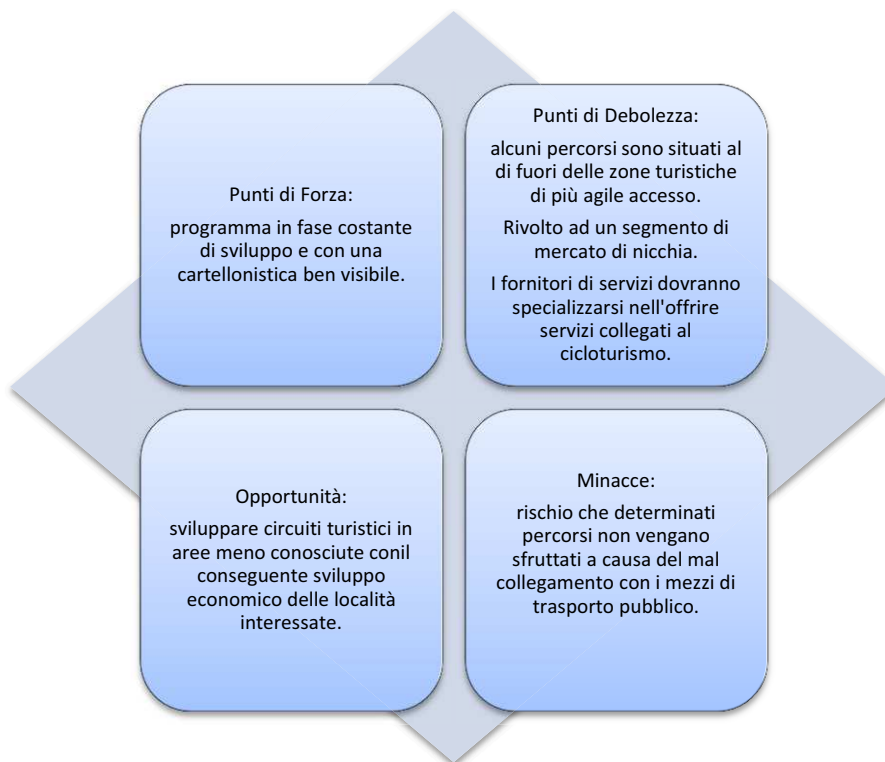 Punti di Forza:
programma in fase costante
di sviluppo e con una
cartellonistica ben visibile.
Punti di Debolezza:
alcuni percorsi sono situati al
di fuori delle zone turistiche
di più agile accesso.
Rivolto ad un segmento di
mercato di nicchia.
I fornitori di servizi dovranno
specializzarsi nell'offrire
servizi collegati al
cicloturismo.
Opportunità:
sviluppare circuiti turistici in
aree meno conosciute conil
conseguente sviluppo
economico delle località
interessate.
Minacce:
rischio che determinati
percorsi non vengano
sfruttati a causa del mal
collegamento con i mezzi di
trasporto pubblico.